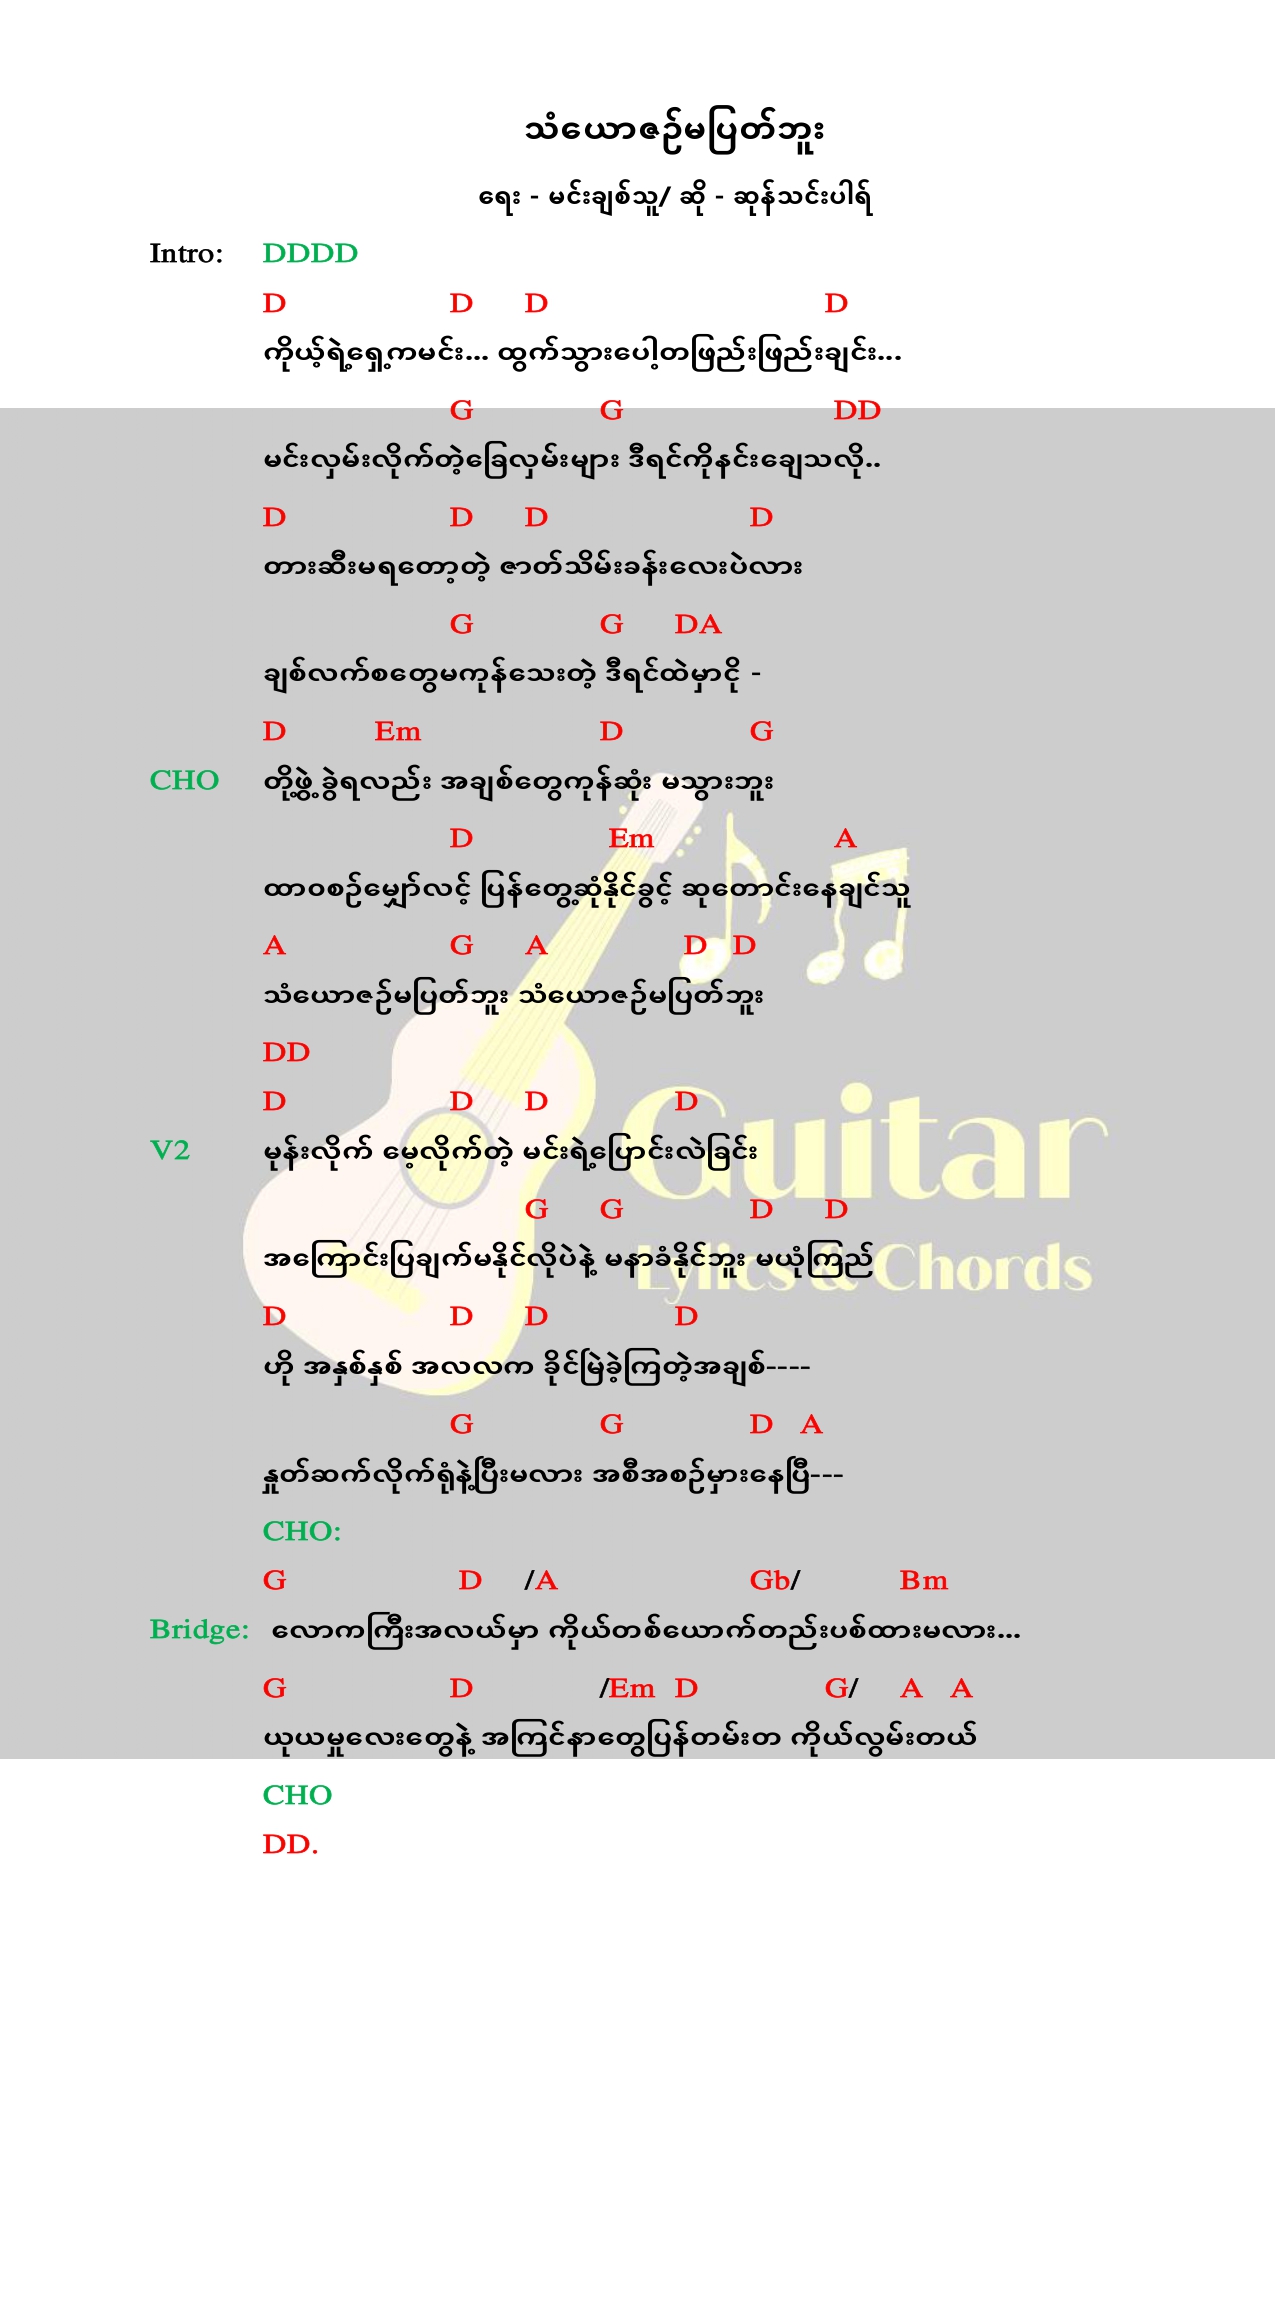 သံယောဇဉ်မပြတ်ဘူး
ရေး - မင်းချစ်သူ/ ဆို - ဆုန်သင်းပါရ်
Intro: DDDD
D D D D
ကိုယ့်ရဲ့ရှေ့ကမင်း... ထွက်သွားပေါ့တဖြည်းဖြည်းချင်း...
G G DD
မင်းလှမ်းလိုက်တဲ့ခြေလှမ်းများ ဒီရင်ကိုနင်းချေသလို..
D D D D
တားဆီးမရတော့တဲ့ ဇာတ်သိမ်းခန်းလေးပဲလား
G G DA
ချစ်လက်စတွေမကုန်သေးတဲ့ ဒီရင်ထဲမှာငို -
D Em D G
CHO တို့ဖွဲ့ခွဲရလည်း အချစ်တွေကုန်ဆုံး မသွားဘူး
D Em A
ထာဝစဉ်မျှော်လင့် ပြန်တွေ့ဆုံနိုင်ခွင့် ဆုတောင်းနေချင်သူ
A G A D D
သံယောဇဉ်မပြတ်ဘူး သံယောဇဉ်မပြတ်ဘူး
DD
D D D D
V2 မုန်းလိုက် မေ့လိုက်တဲ့ မင်းရဲ့ပြောင်းလဲခြင်း
Guitar
G G D D
အကြောင်းပြချက်မနိုင်လိုပဲနဲ့ မနာခံနိုင်ဘူး မယုံကြည်
Lylics & Chords
D D D D
ဟို အနှစ်နှစ် အလလက ခိုင်မြဲခဲ့ကြတဲ့အချစ်----
G G D A
နှုတ်ဆက်လိုက်ရုံနဲ့ပြီးမလား အစီအစဉ်မှားနေပြီ---
CHO:
G D /A Gb/ Bm
Bridge: လောကကြီးအလယ်မှာ ကိုယ်တစ်ယောက်တည်းပစ်ထားမလား...
G D /Em D G/ A A
ယုယမှုလေးတွေနဲ့ အကြင်နာတွေပြန်တမ်းတ ကိုယ်လွမ်းတယ်
CHO
DD.